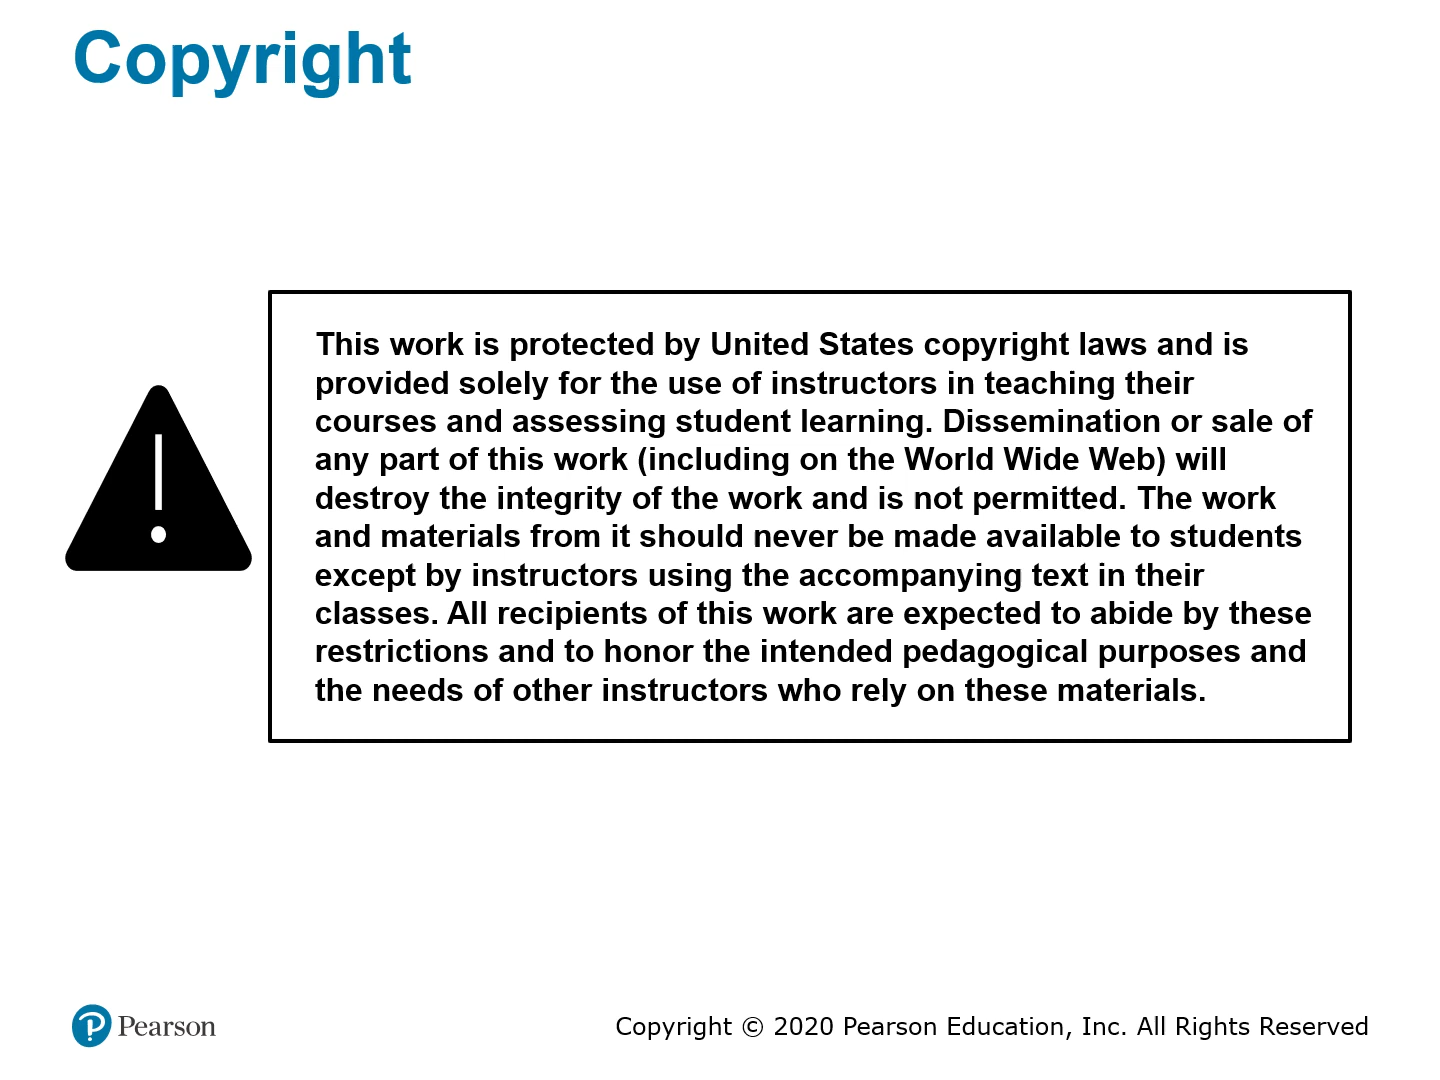 Copyright
This work is protected by United States copyright laws and is
provided solely for the use of instructors in teaching their
courses and assessing student learning. Dissemination or sale of
any part of this work (including on the World Wide Web) will
destroy the integrity of the work and is not permitted. The work
and materials from it should never be made available to students
except by instructors using the accompanying text in their
classes. All recipients of this work are expected to abide by these
restrictions and to honor the intended pedagogical purposes and
the needs of other instructors who rely on these materials.
Pearson
Copyright © 2020 Pearson Education, Inc. All Rights Reserved